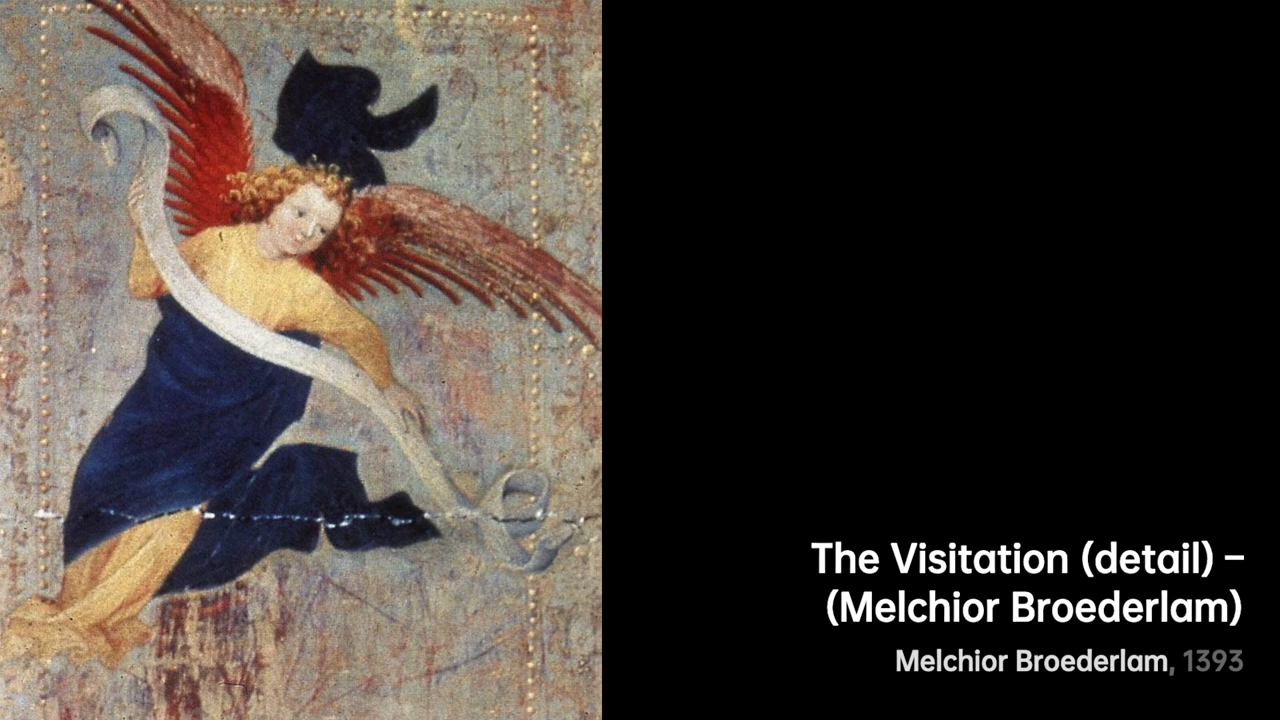 The Visitation (detail) –
(Melchior Broederlam)
Melchior Broederlam, 1393